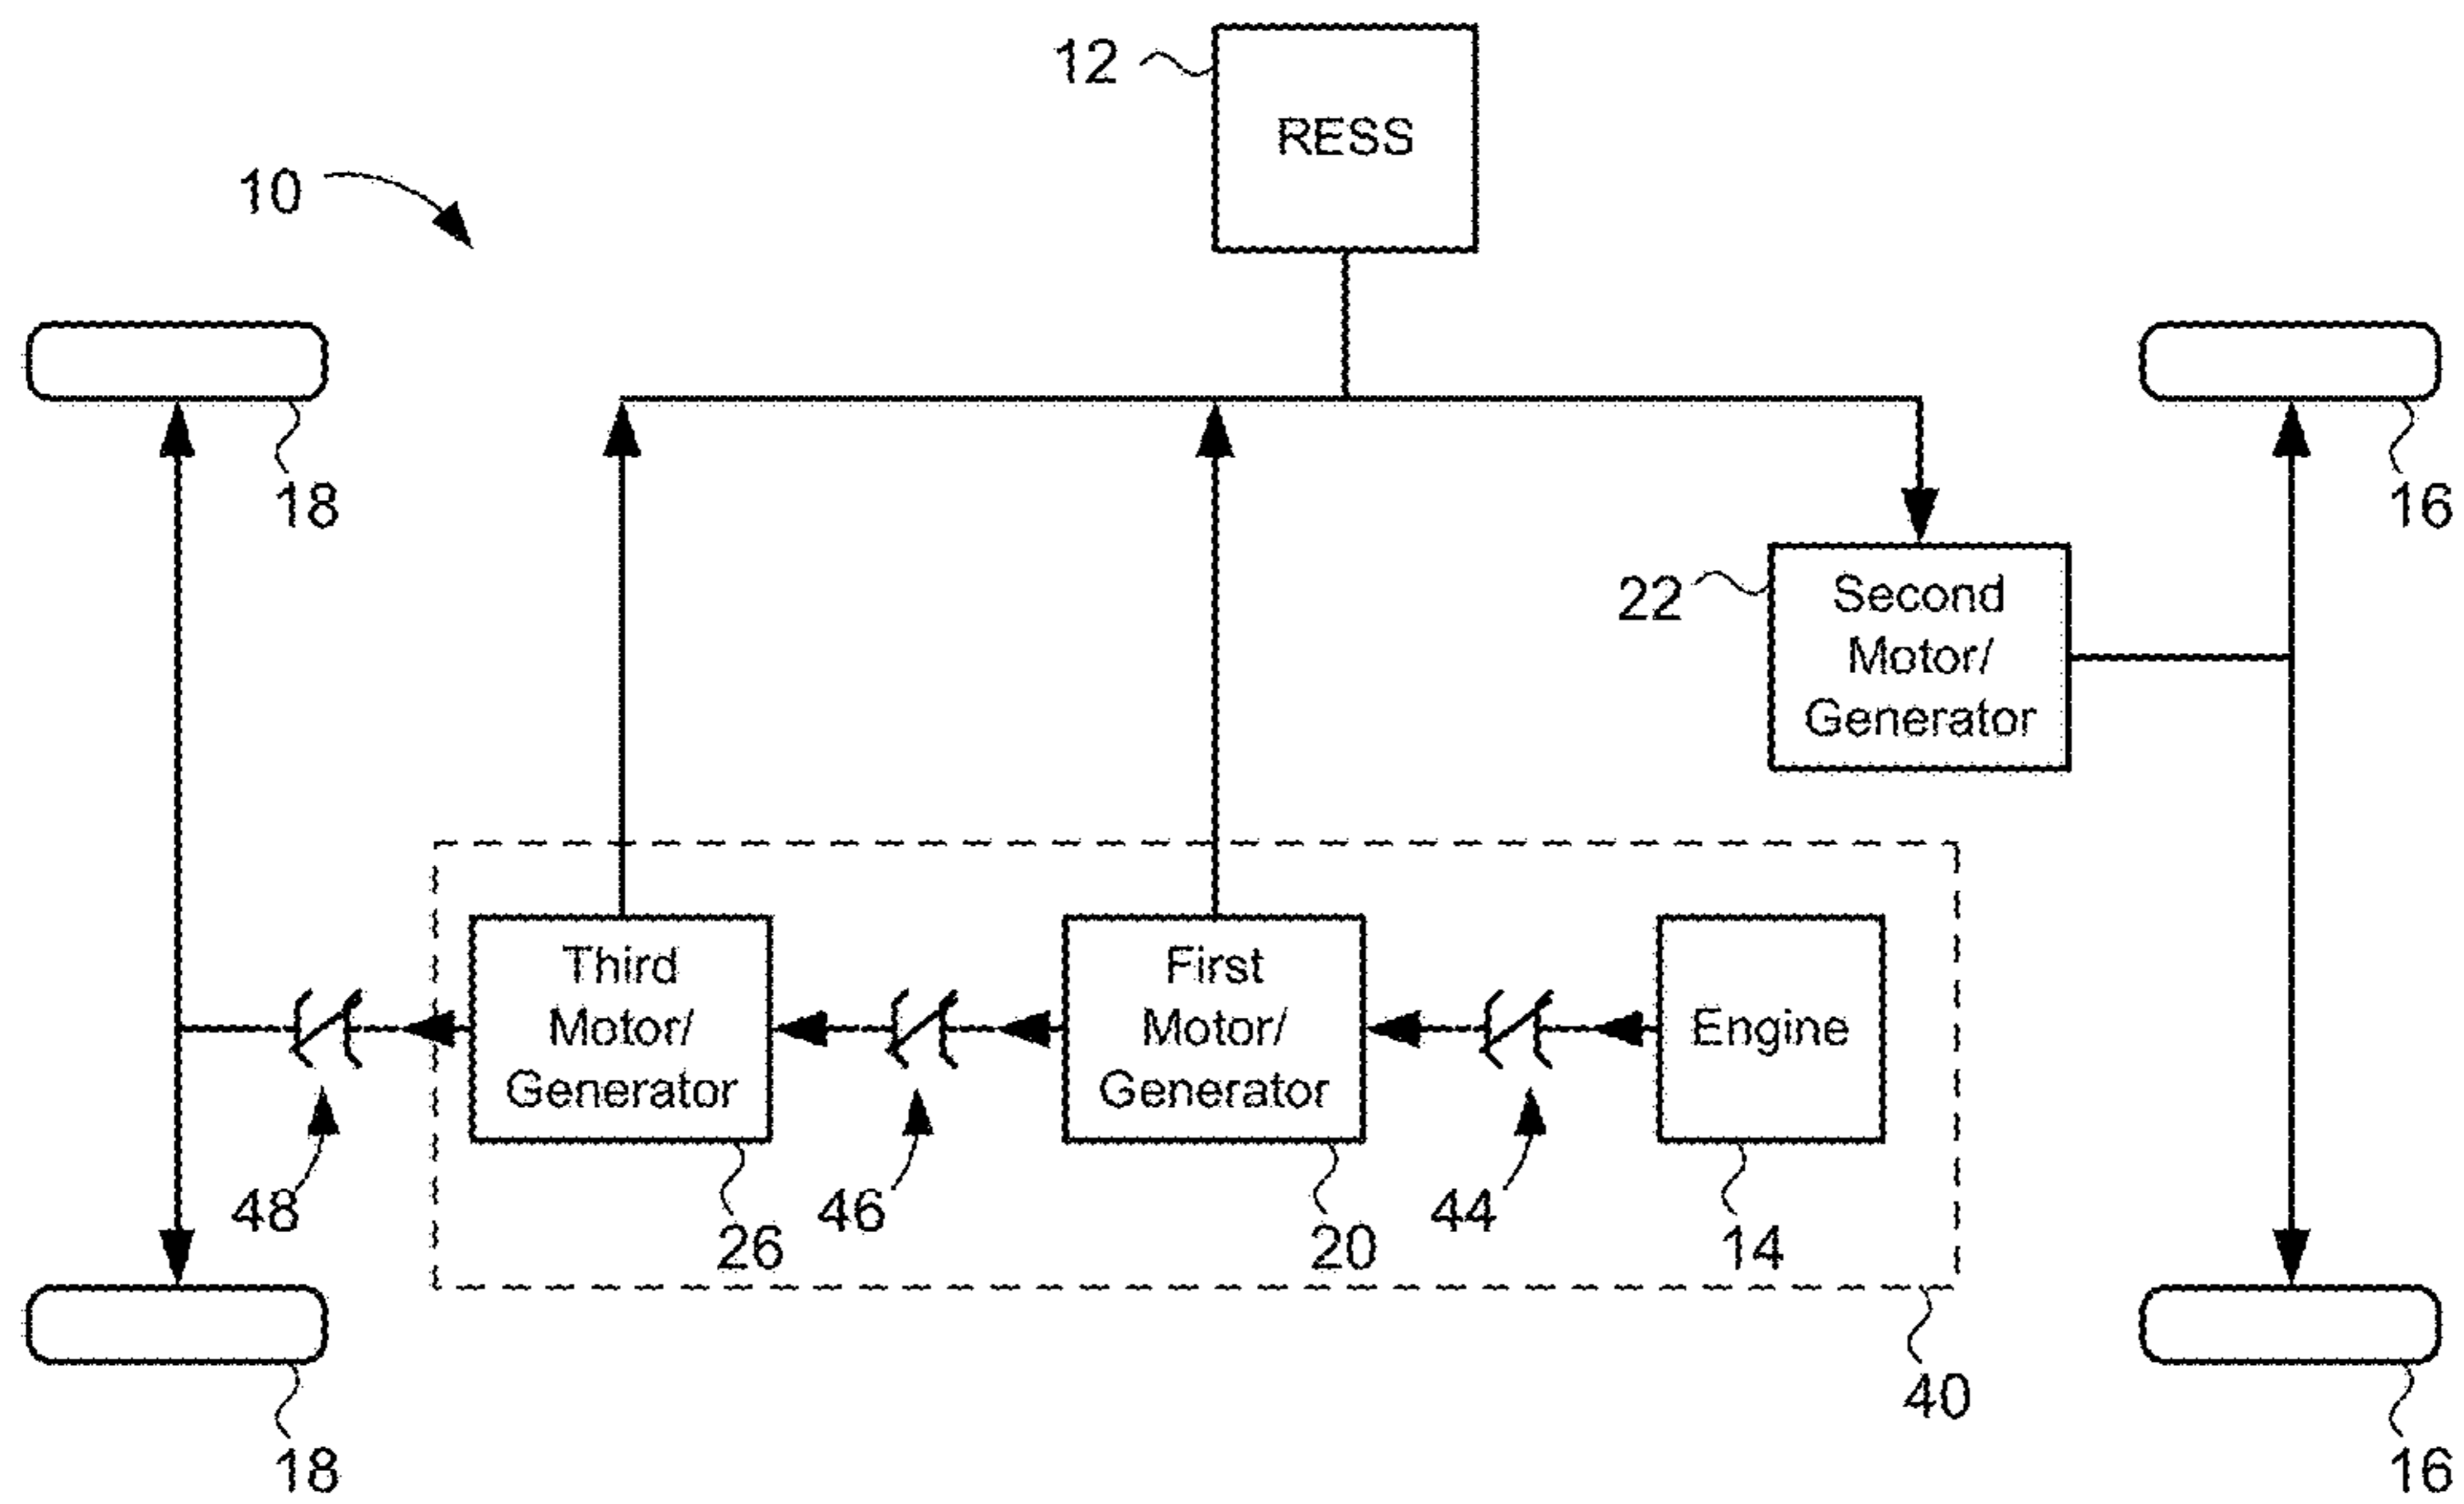 12
RESS
10
18
16
22
Second
Motor/
Generator
Third
Motor/
Generator
First
Motor/
Generator
Engine
48
46
44
26
20
14
40
18
16